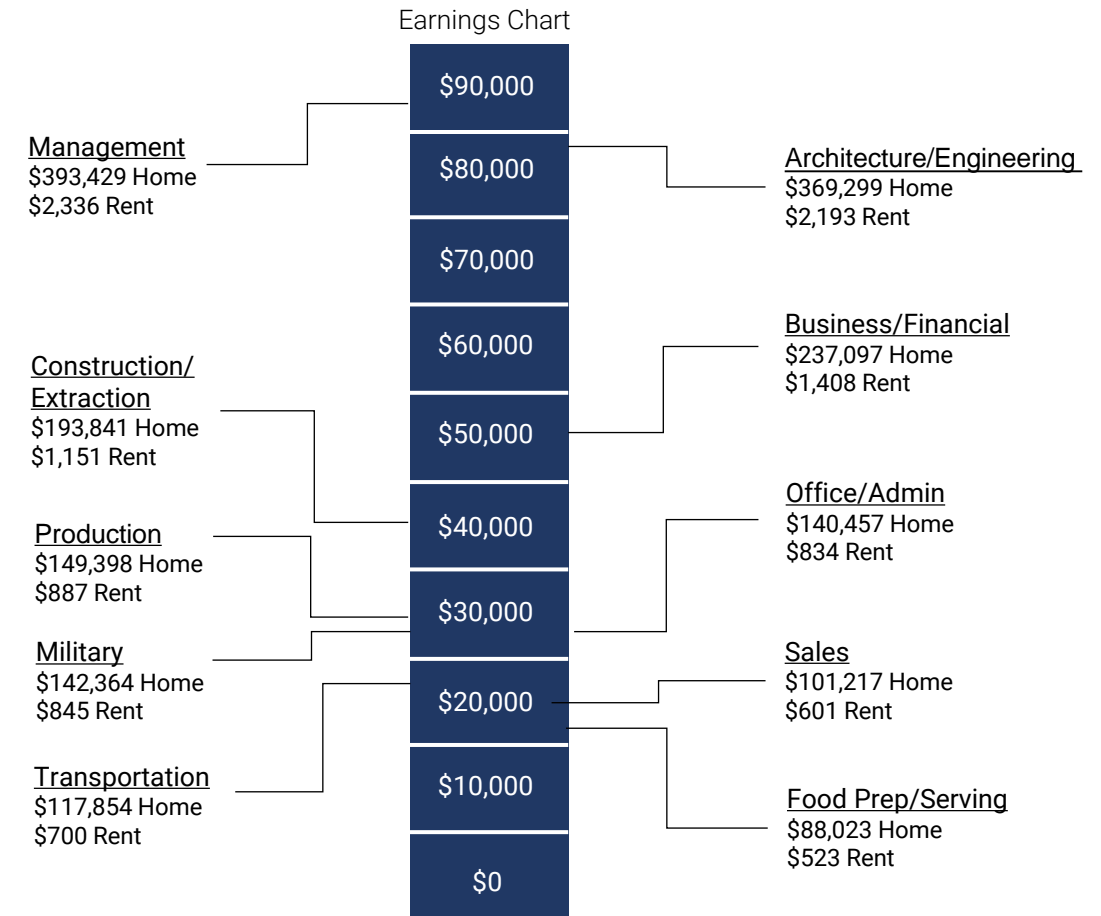 Earnings Chart
$90,000
$80,000
$70,000
$60,000
$50,000
$40,000
$30,000
$20,000
$10,000
$0
Management
$393,429 Home
$2,336 Rent
Construction/
Extraction
$193,841 Home
$1,151 Rent
Production
$149,398 Home
$887 Rent
Military
$142,364 Home
$845 Rent
Transportation
$117,854 Home
$700 Rent
Architecture/Engineering
$369,299 Home
$2,193 Rent
Business/Financial
$237,097 Home
$1,408 Rent
Office/Admin
$140,457 Home
$834 Rent
Sales
$101,217 Home
$601 Rent
Food Prep/Serving
$88,023 Home
$523 Rent